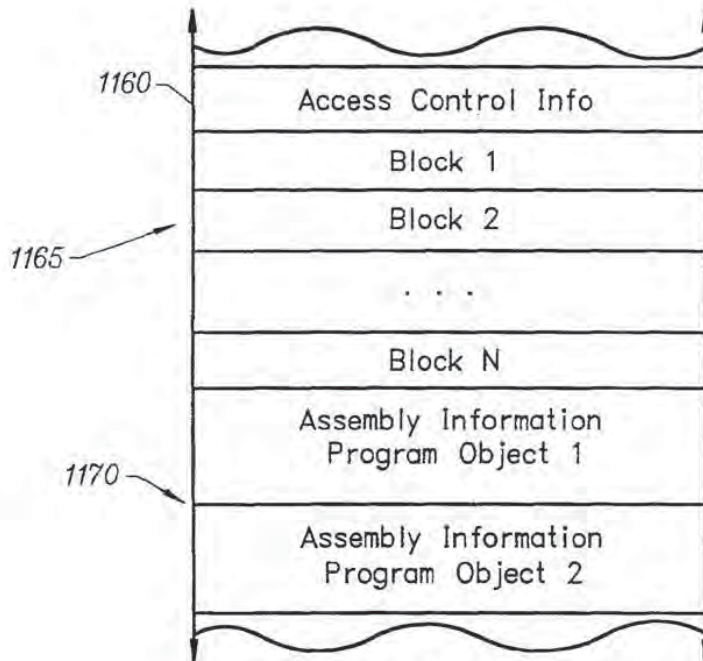 1160
Access Control Info
Block 1
Block 2
1165
. . .
Block N
Assembly Information
Program Object 1
1170
Assembly Information
Program Object 2